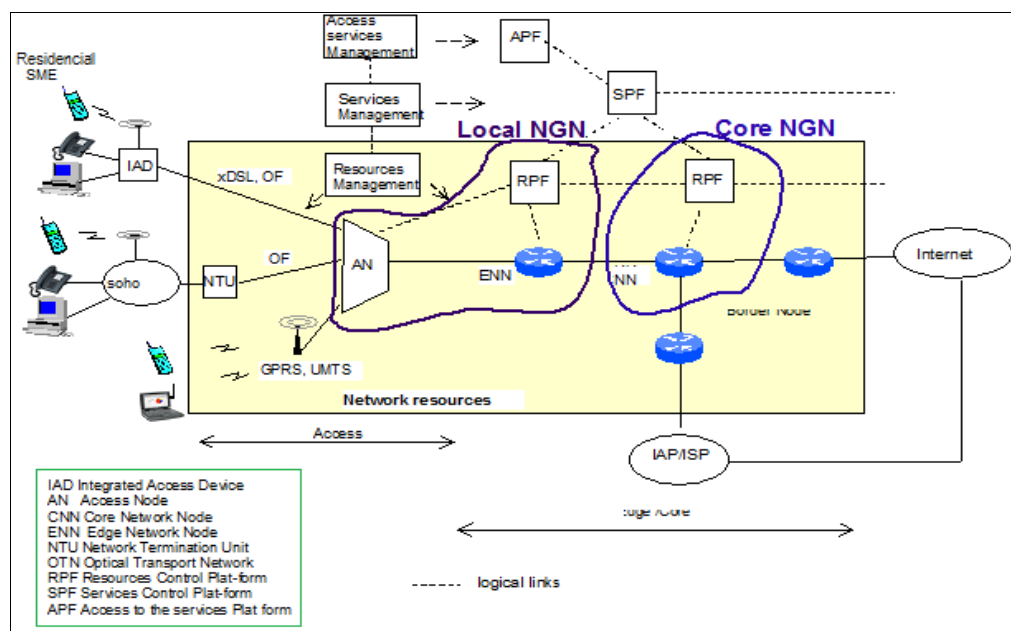 Access
services
Management
APF
Residencial
SME
SPF
Services
Management
Local NGN
Core NGN
IAD
xDSL, OF
Resources
Management
RPF
RPF
OF
AN
Internet
soho
NTU
ENN
NN
Border Node
GPRS, UMTS
Network resources
Access
IAP/ISP
IAD Integrated Access Device
AN Access Node
CNN Core Network Node
ENN Edge Network Node
NTU Network Termination Unit
OTN Optical Transport Network
RPF Resources Control Plat-form
SPF Services Control Plat-form
APF Access to the services Plat form
/Core
logical links